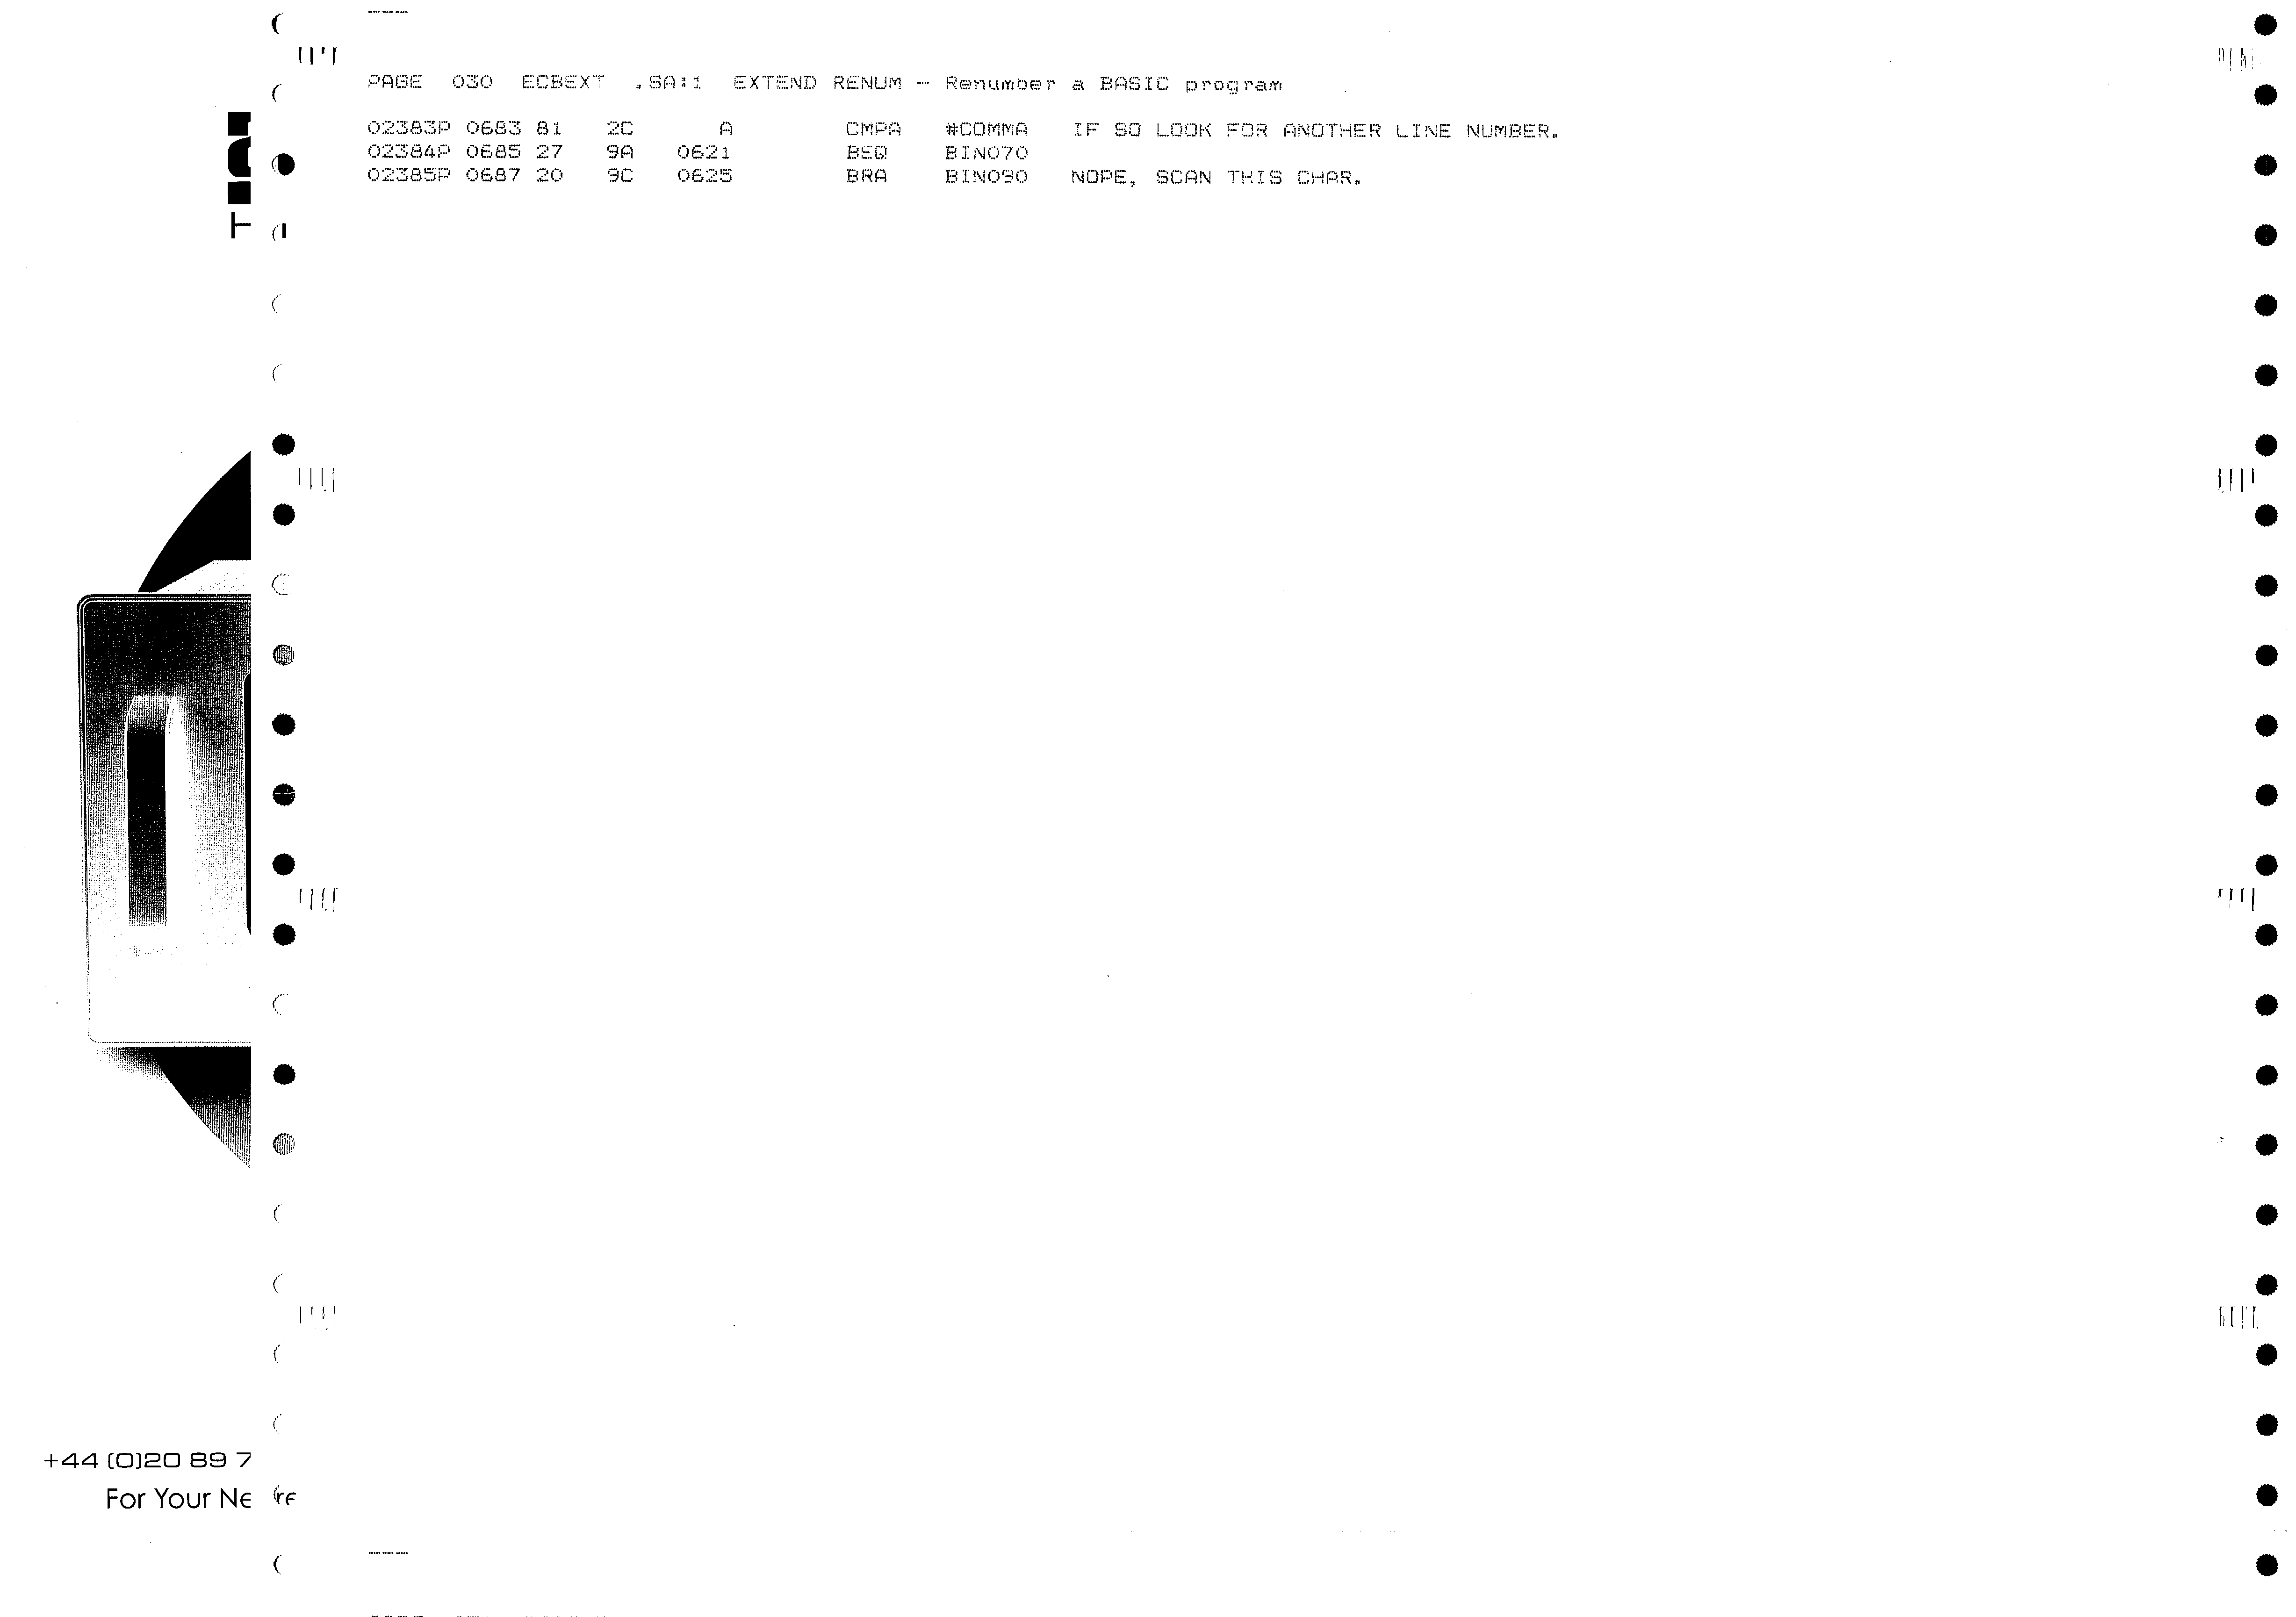 PAGE 030 ECBEXT .SA:1 EXTEND RENUM - Renumber a BASIC program
02383P 0683 81 2C A CMPA #COMMA IF SO LOOK FOR ANOTHER LINE NUMBER.
02384P 0685 27 9A 0621 BEQ BIN070
02385P 0687 20 9C 0625 BRA BIN090 NOPE, SCAN THIS CHAR.
+44 (0)20 89 7
For Your Ne